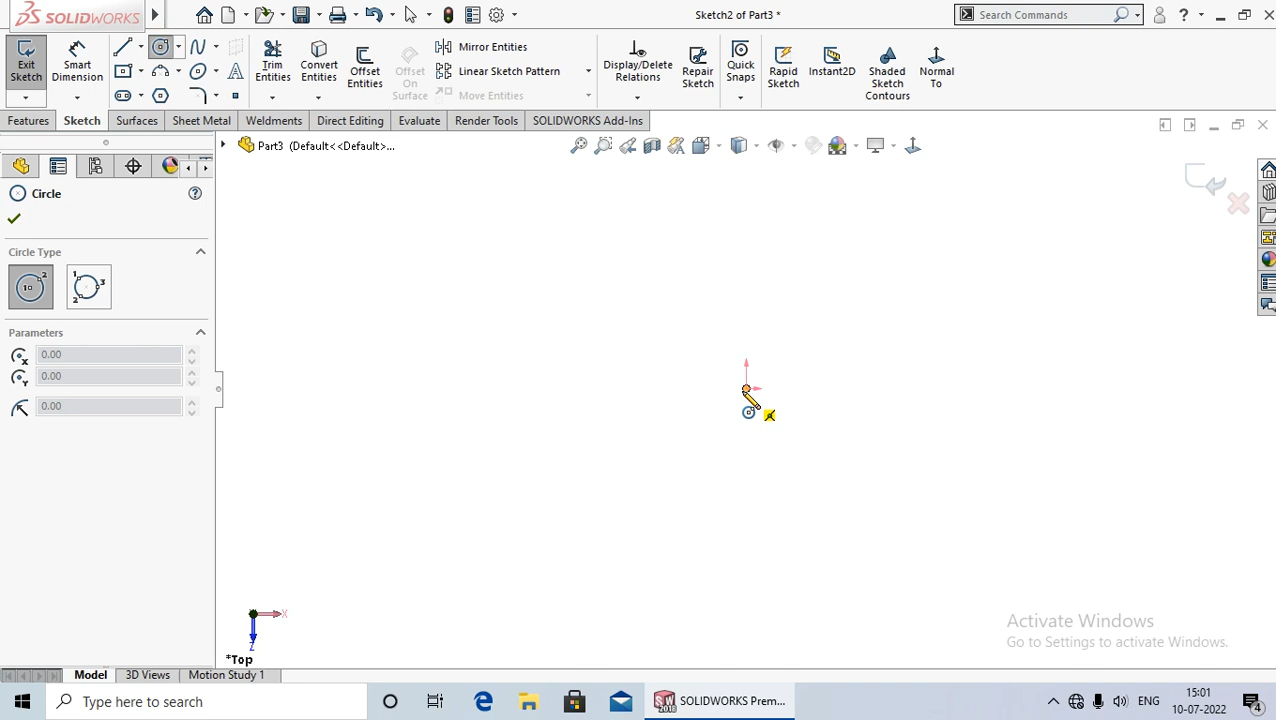 SOLIDWORKS
Sketch2 of Part3 *
Search Commands
?
Exit Sketch
Smart Dimension
Trim Entities
Convert Entities
Offset Entities
Offset On Surface
Mirror Entities
Linear Sketch Pattern
Move Entities
Display/Delete Relations
Repair Sketch
Quick Snaps
Rapid Sketch
Instant2D
Shaded Sketch Contours
Normal To
Features
Sketch
Surfaces
Sheet Metal
Weldments
Direct Editing
Evaluate
Render Tools
SOLIDWORKS Add-Ins
Part3 (Default<<Default>...
Circle
?
Circle Type
Parameters
0.00
0.00
0.00
X
Z
*Top
Activate Windows
Go to Settings to activate Windows.
Model
3D Views
Motion Study 1
Type here to search
SOLIDWORKS Prem...
ENG
15:01
10-07-2022
4